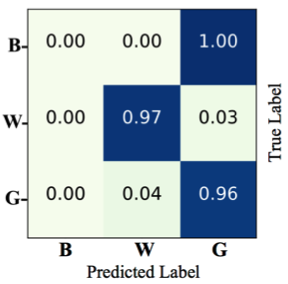 B- 0.00 0.00 1.00
W- 0.00 0.97 0.03
G- 0.00 0.04 0.96
B W G
Predicted Label
True Label